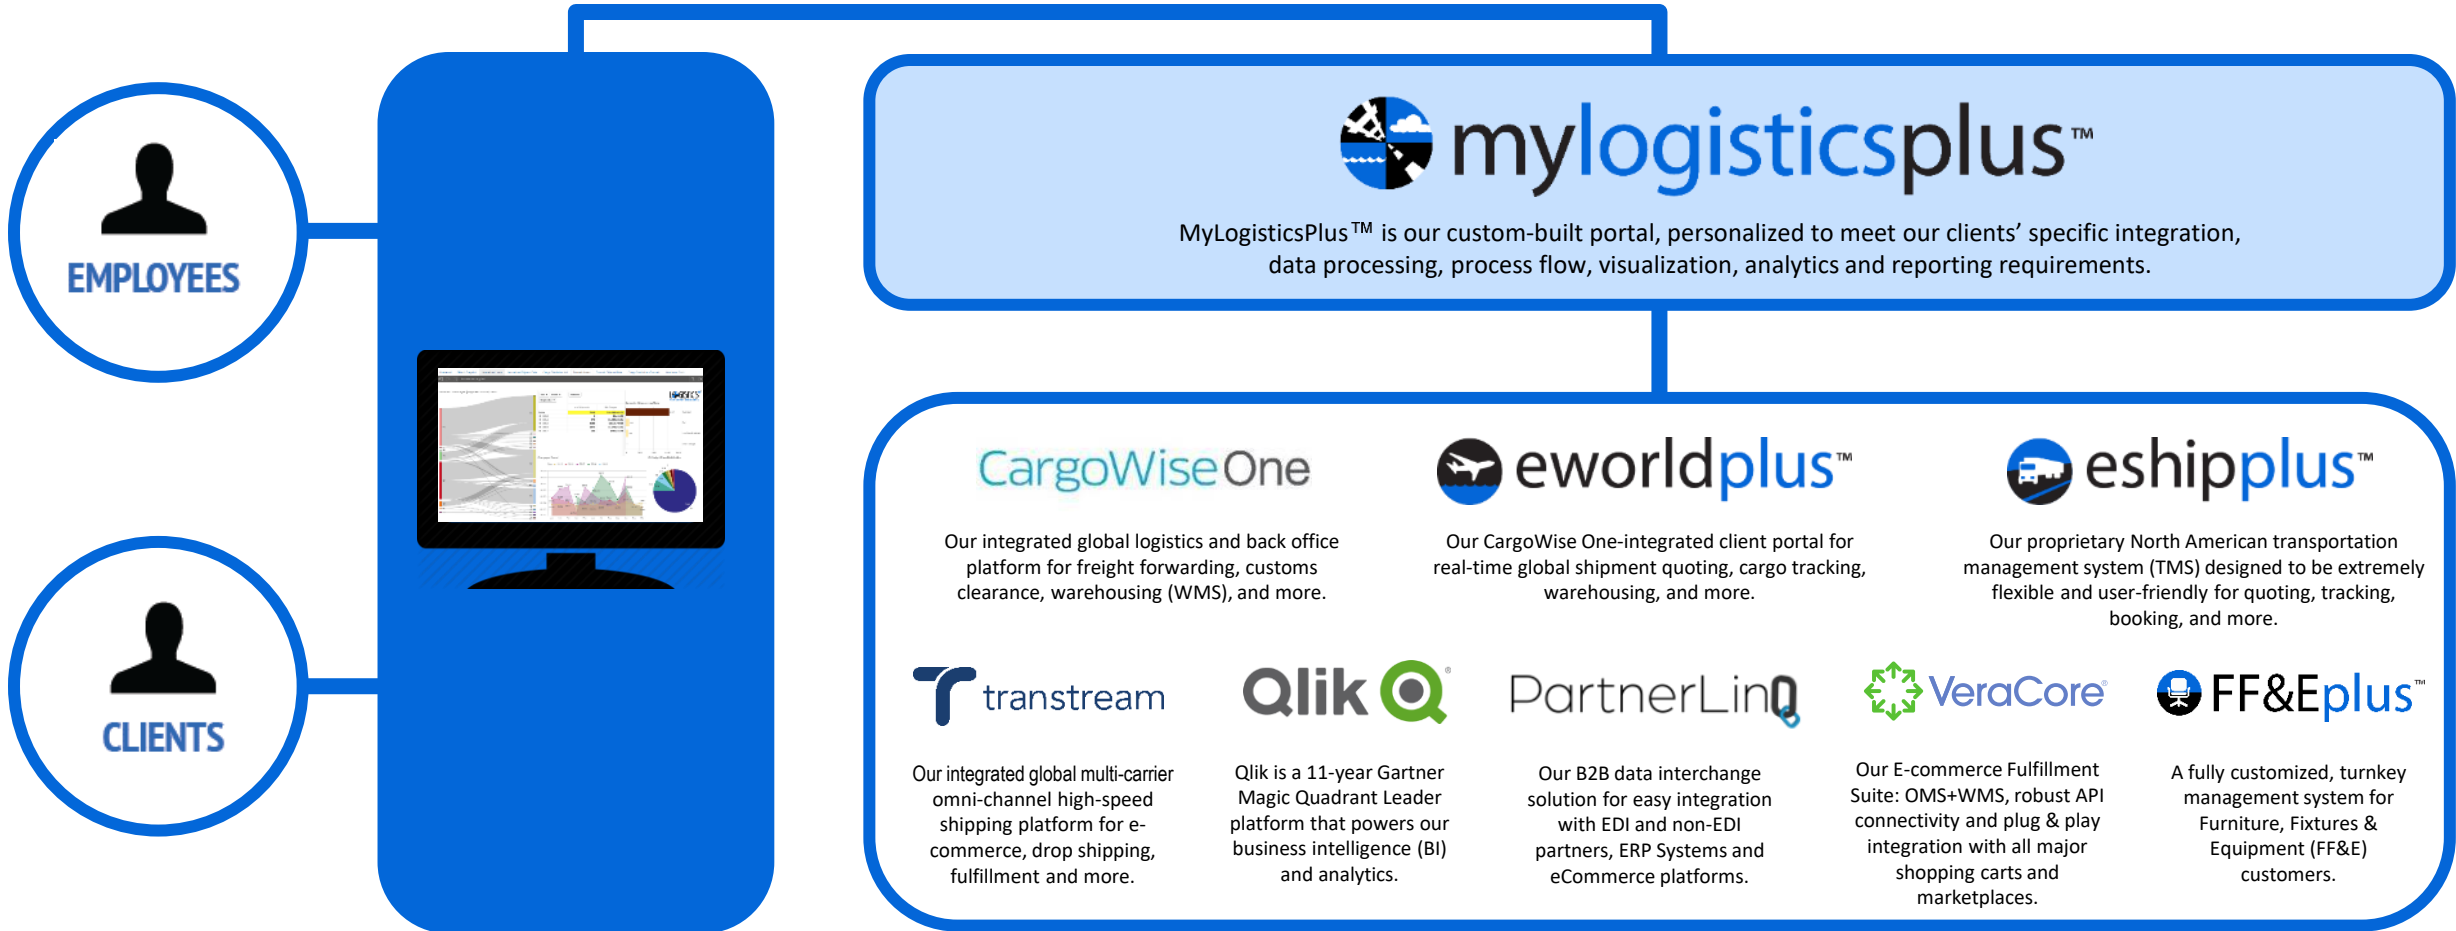 EMPLOYEES
CLIENTS
mylogisticsplus™
MyLogisticsPlus™ is our custom-built portal, personalized to meet our clients’ specific integration,
data processing, process flow, visualization, analytics and reporting requirements.
CargoWise One
eworldplus™
eshipplus™
Our integrated global logistics and back office
platform for freight forwarding, customs
clearance, warehousing (WMS), and more.
Our CargoWise One-integrated client portal for
real-time global shipment quoting, cargo tracking,
warehousing, and more.
Our proprietary North American transportation
management system (TMS) designed to be extremely
flexible and user-friendly for quoting, tracking,
booking, and more.
transtream
Qlik®
PartnerLinQ
VeraCore®
FF&Eplus™
Our integrated global multi-carrier
omni-channel high-speed
shipping platform for e-
commerce, drop shipping,
fulfillment and more.
Qlik is a 11-year Gartner
Magic Quadrant Leader
platform that powers our
business intelligence (BI)
and analytics.
Our B2B data interchange
solution for easy integration
with EDI and non-EDI
partners, ERP Systems and
eCommerce platforms.
Our E-commerce Fulfillment
Suite: OMS+WMS, robust API
connectivity and plug & play
integration with all major
shopping carts and
marketplaces.
A fully customized, turnkey
management system for
Furniture, Fixtures &
Equipment (FF&E)
customers.